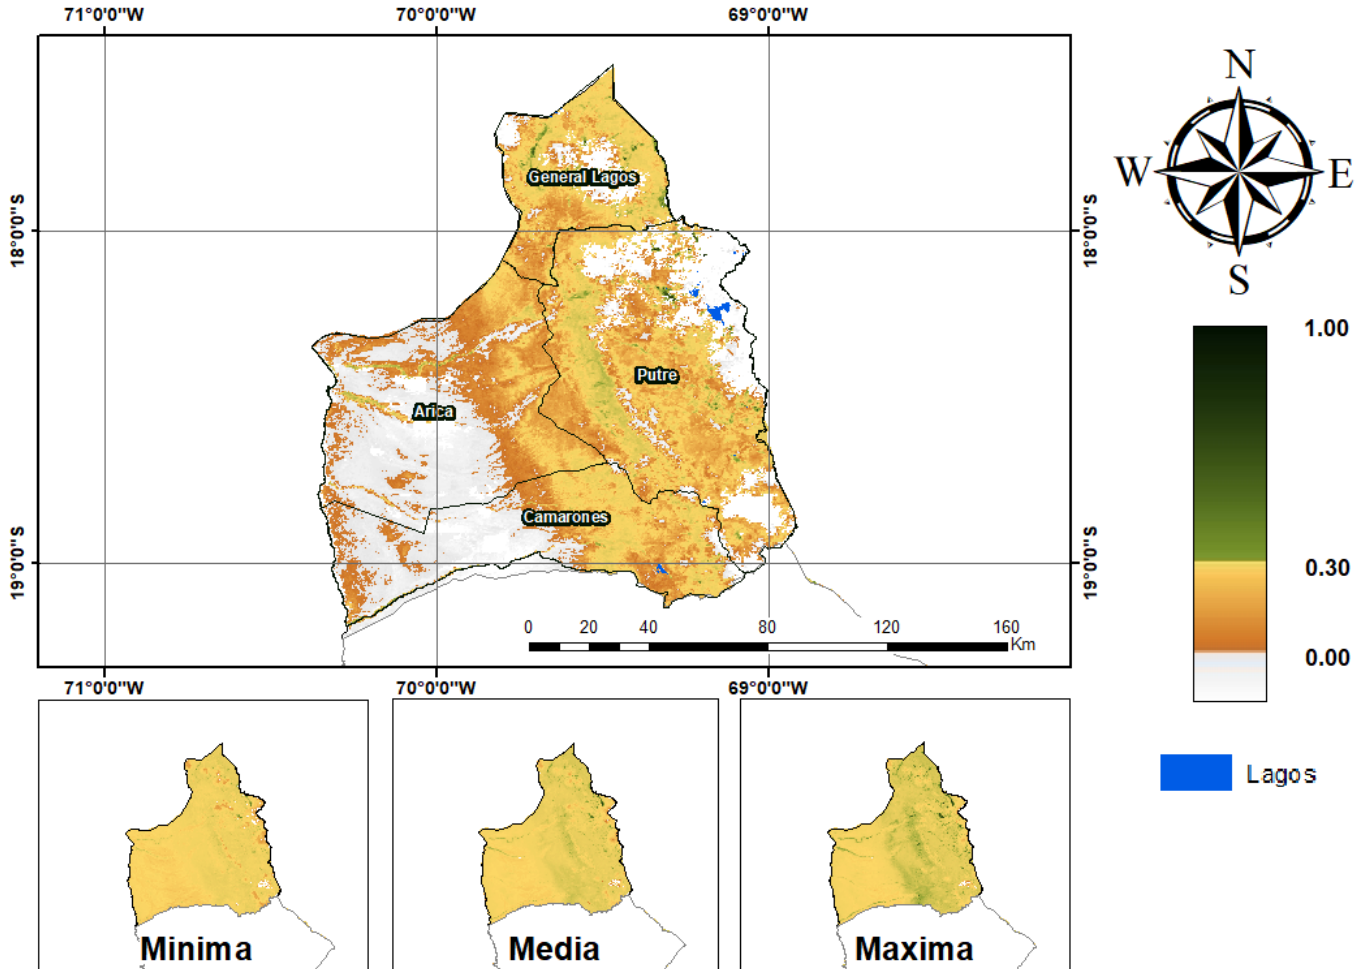 71°0'0"W 70°0'0"W 69°0'0"W
N
W E
S
General Lagos
18°0'0"S 18°0'0"S
1.00
Putre
Arica
Camarones
19°0'0"S 19°0'0"S
0.30
0 20 40 80 120 160
Km
0.00
71°0'0"W 70°0'0"W 69°0'0"W
Lagos
Minima Media Maxima